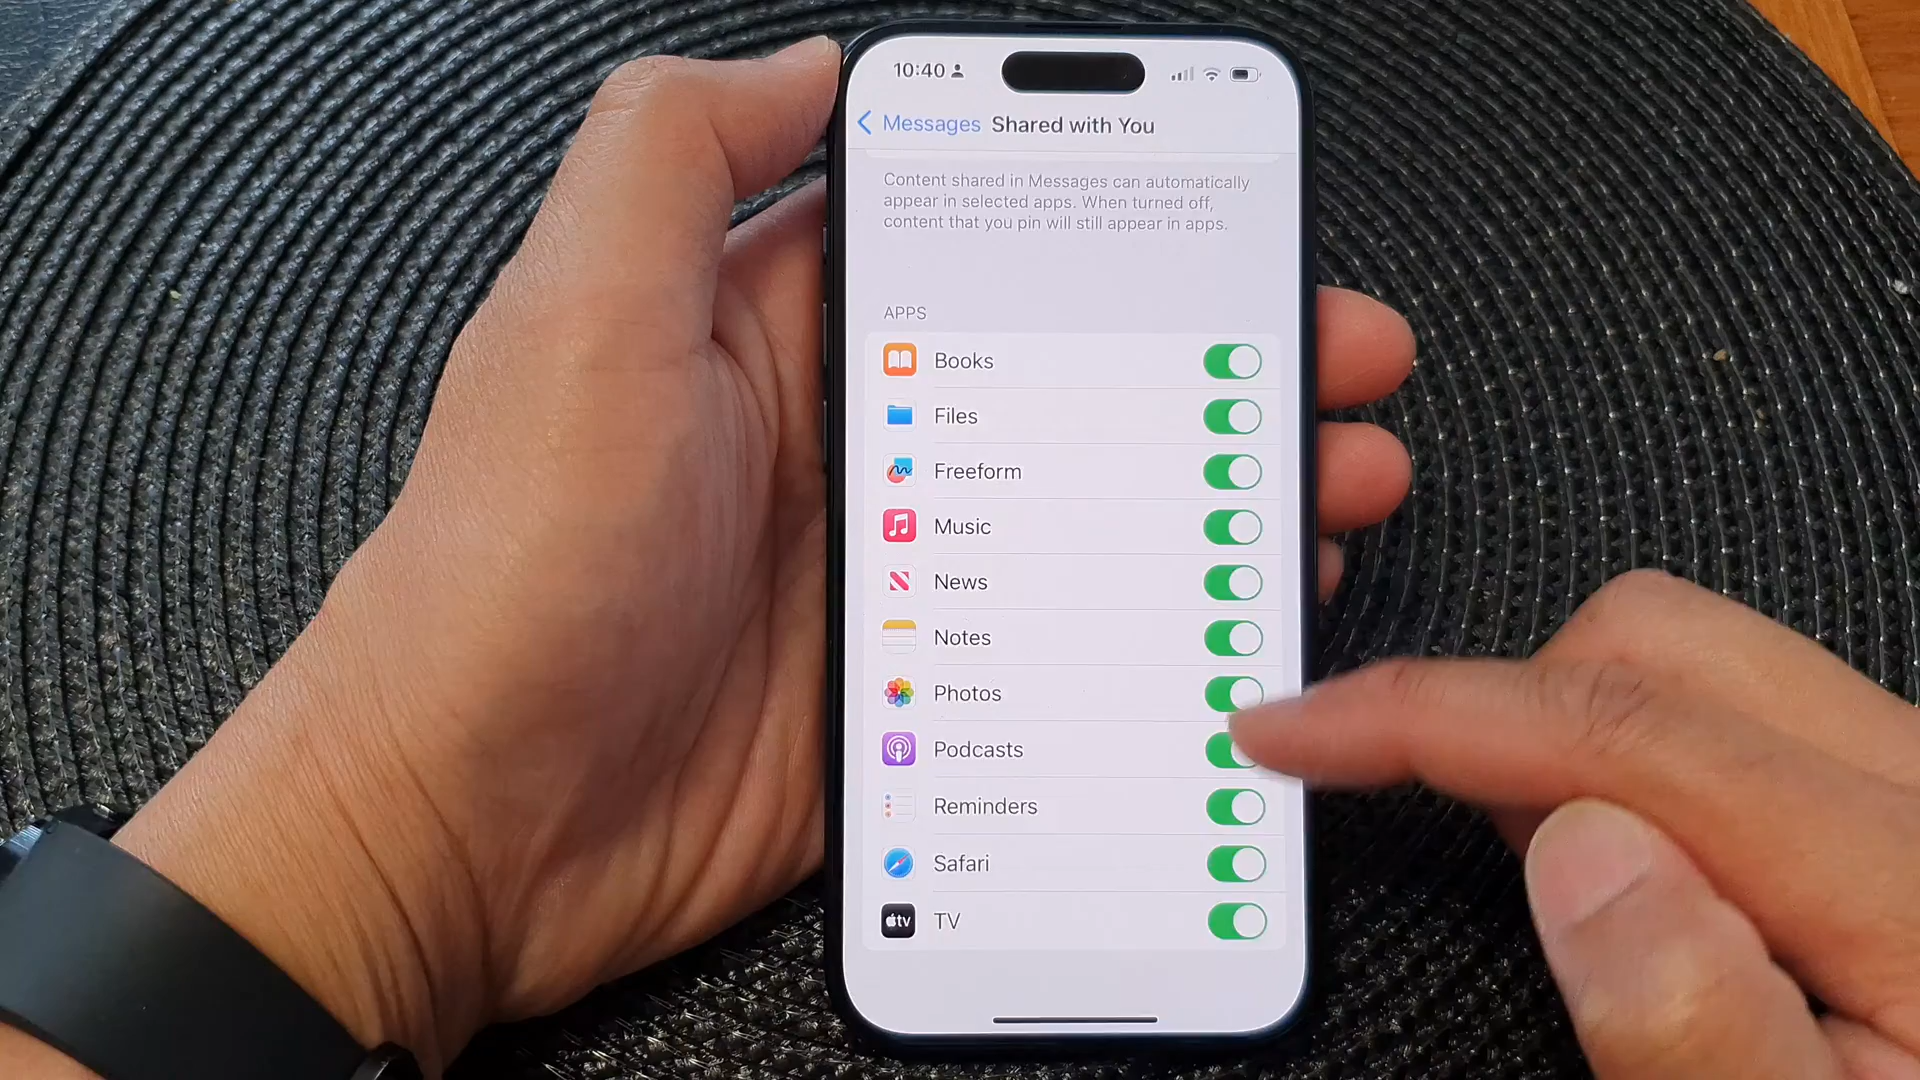 10:40
Messages Shared with You
Content shared in Messages can automatically
appear in selected apps. When turned off,
content that you pin will still appear in apps.
APPS
Books
Files
Freeform
Music
News
Notes
Photos
Podcasts
Reminders
Safari
tv TV